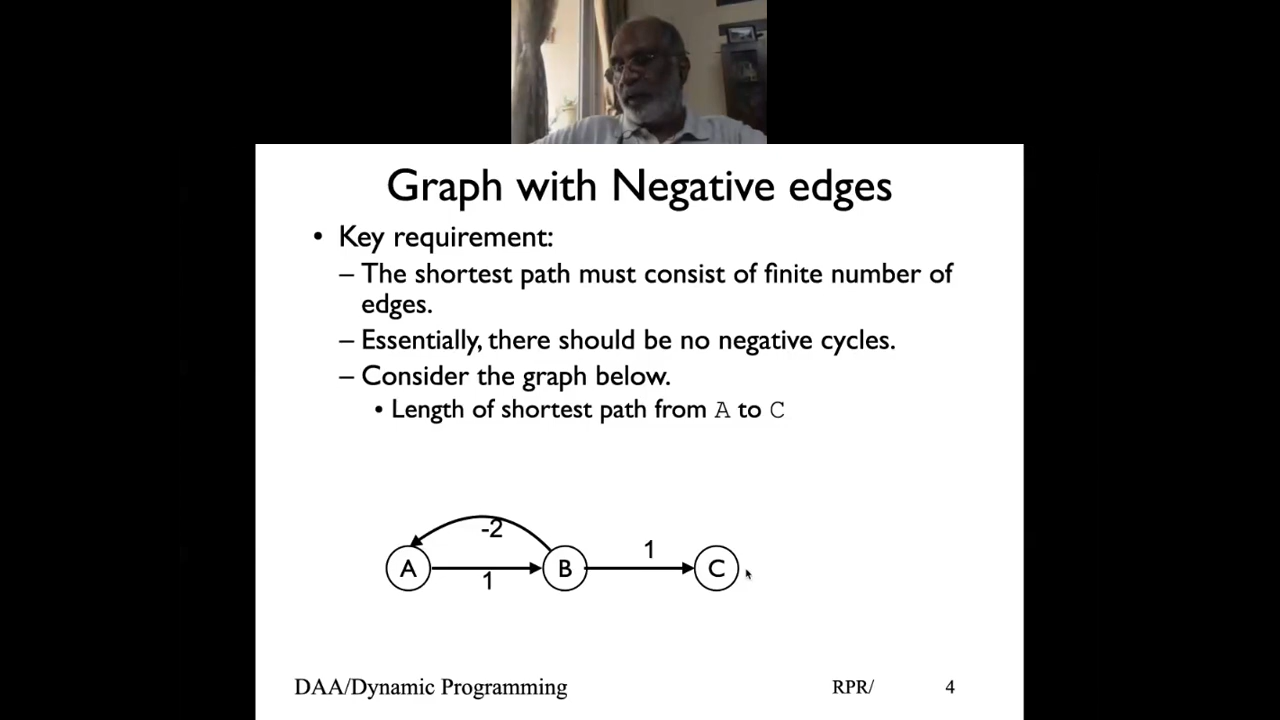 Graph with Negative edges
• Key requirement:
– The shortest path must consist of finite number of
edges.
– Essentially, there should be no negative cycles.
– Consider the graph below.
• Length of shortest path from A to C
-2
1
A
B
C
1
DAA/Dynamic Programming
RPR/
4